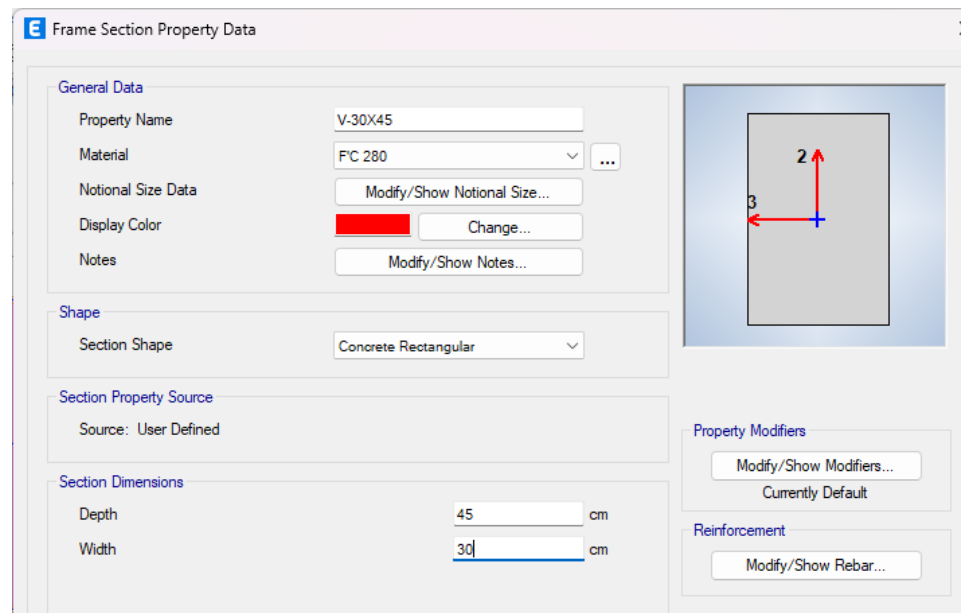 E Frame Section Property Data
General Data
Property Name V-30X45
Material F'C 280 ...
Notional Size Data Modify/Show Notional Size...
Display Color Change...
Notes Modify/Show Notes...
2
3
Shape
Section Shape Concrete Rectangular
Section Property Source
Source: User Defined
Property Modifiers
Modify/Show Modifiers...
Currently Default
Section Dimensions
Depth 45 cm
Width 30 cm
Reinforcement
Modify/Show Rebar...